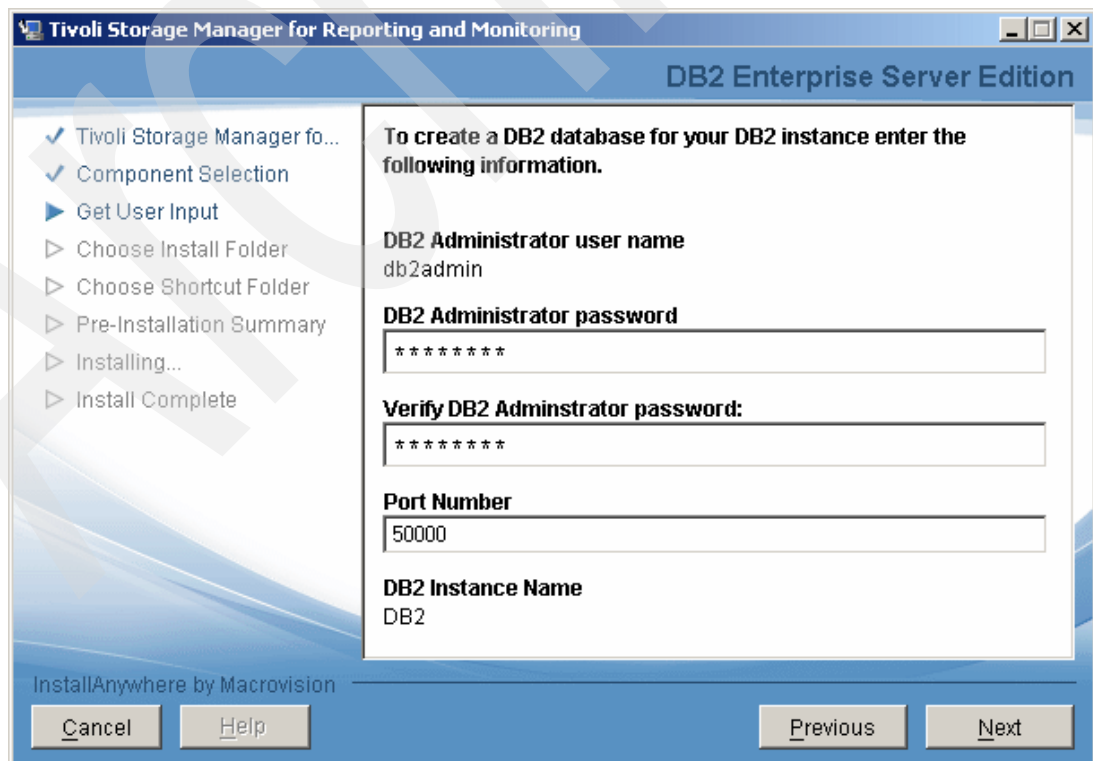 Tivoli Storage Manager for Reporting and Monitoring
DB2 Enterprise Server Edition
Tivoli Storage Manager fo...
Component Selection
Get User Input
Choose Install Folder
Choose Shortcut Folder
Pre-Installation Summary
Installing...
Install Complete
To create a DB2 database for your DB2 instance enter the
following information.
DB2 Administrator user name
db2admin
DB2 Administrator password
********
Verify DB2 Adminstrator password:
********
Port Number
50000
DB2 Instance Name
DB2
InstallAnywhere by Macrovision
Cancel
Help
Previous
Next